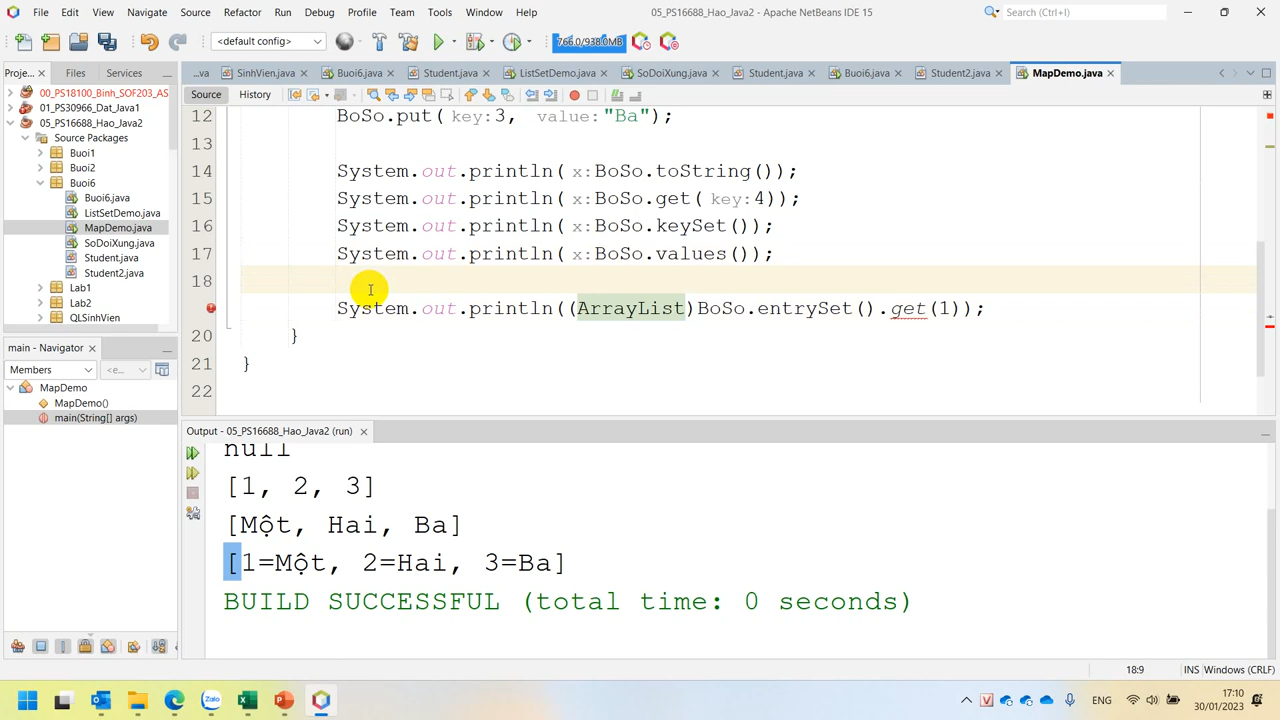 File Edit View Navigate Source Refactor Run Debug Profile Team Tools Window Help 05_PS16688_Hao_Java2 - Apache NetBeans IDE 15 Search (Ctrl+I)
<default config> 766.0/938.0MB
Proje... Files Services
...va SinhVien.java Buoi6.java Student.java ListSetDemo.java SoDoiXung.java Student.java Buoi6.java Student2.java MapDemo.java
00_PS18100_Binh_SOF203_AS
01_PS30966_Dat_Java1
05_PS16688_Hao_Java2
Source Packages
Buoi1
Buoi2
Buoi6
Buoi6.java
ListSetDemo.java
MapDemo.java
SoDoiXung.java
Student.java
Student2.java
Lab1
Lab2
QLSinhVien
Source History
12 BoSo.put(key:3, value:"Ba");
13
14 System.out.println(x:BoSo.toString());
15 System.out.println(x:BoSo.get(key:4));
16 System.out.println(x:BoSo.keySet());
17 System.out.println(x:BoSo.values());
18
System.out.println((ArrayList)BoSo.entrySet().get(1));
20 }
21 }
22
main - Navigator
Members <e...
MapDemo
MapDemo()
main(String[] args)
Output - 05_PS16688_Hao_Java2 (run)
null
[1, 2, 3]
[Một, Hai, Ba]
[1=Một, 2=Hai, 3=Ba]
BUILD SUCCESSFUL (total time: 0 seconds)
18:9 INS Windows (CRLF)
Zalo ENG 17:10
30/01/2023